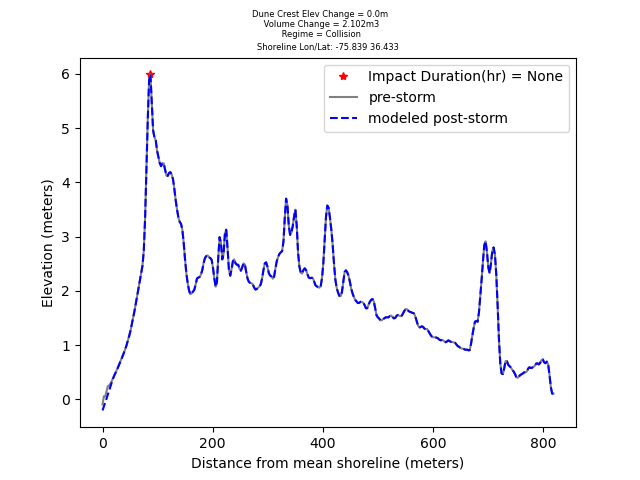 Dune Crest Elev Change = 0.0m
Volume Change = 2.102m3
Regime = Collision
Shoreline Lon/Lat: -75.839 36.433
Impact Duration(hr) = None
pre-storm
modeled post-storm
Elevation (meters)
6
5
4
3
2
1
0
0 200 400 600 800
Distance from mean shoreline (meters)